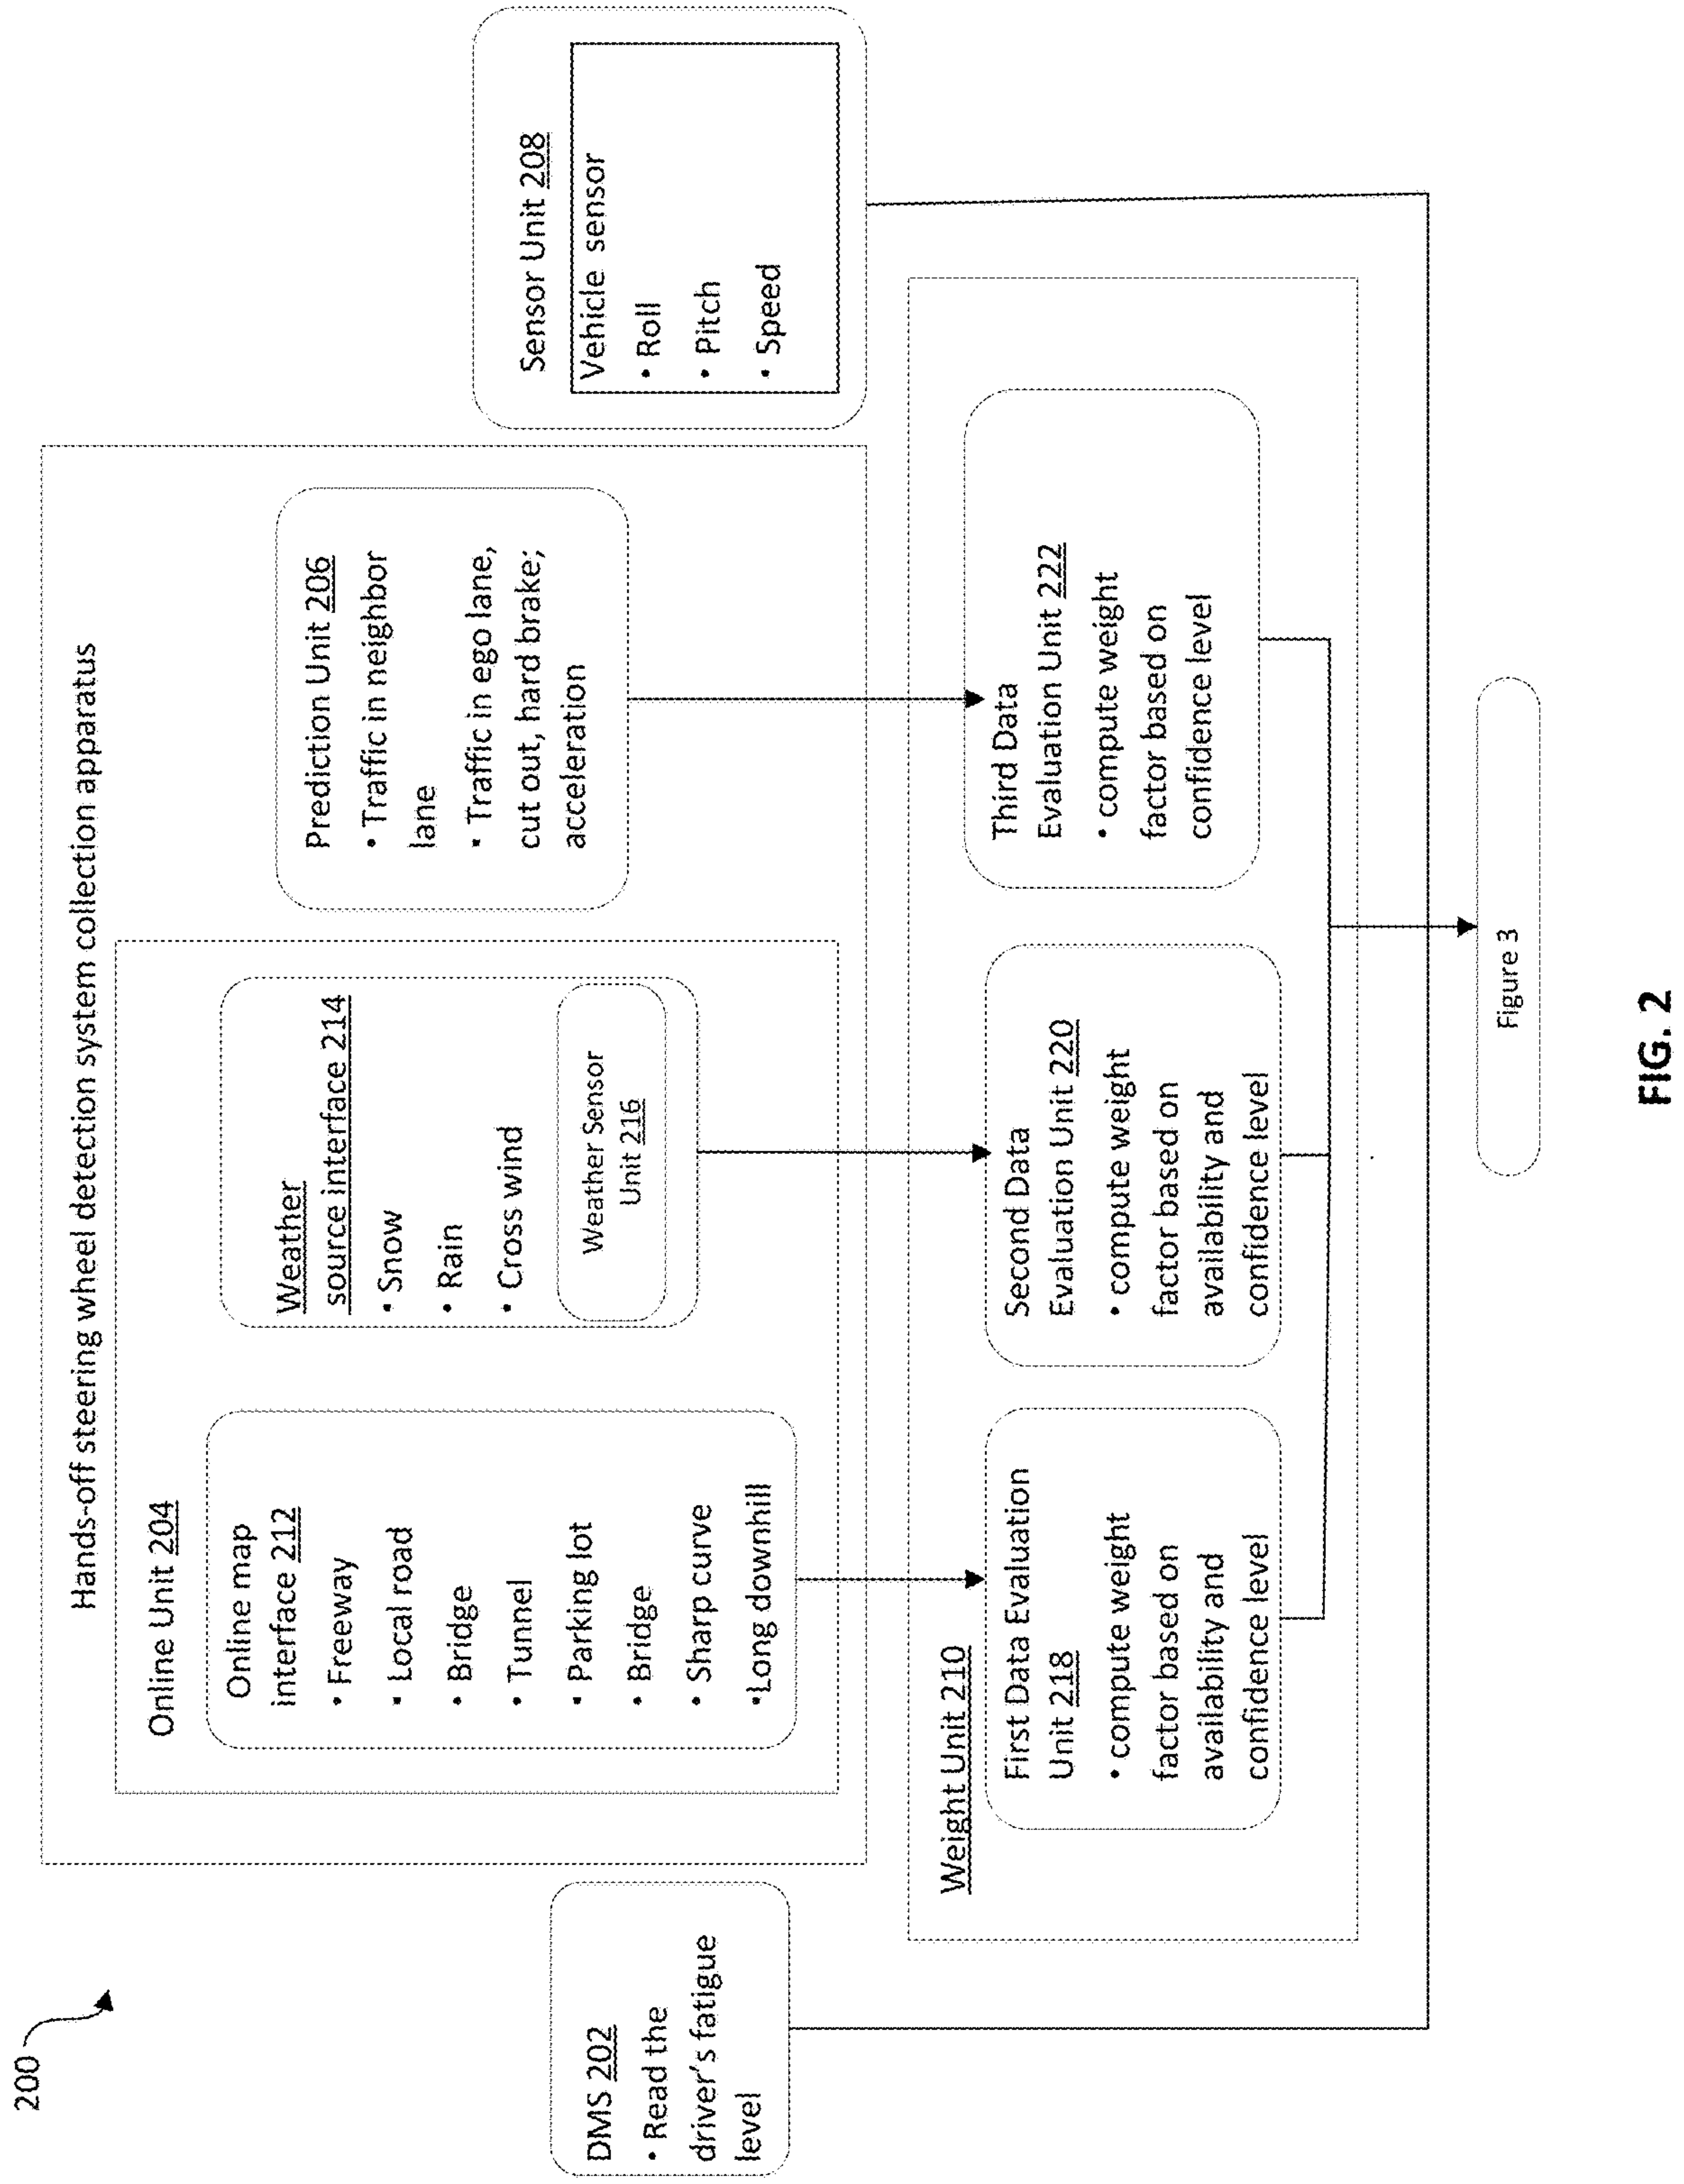 200
Hands-off steering wheel detection system collection apparatus
DMS 202
• Read the
driver's fatigue
level
Online Unit 204
Online map
interface 212
• Freeway
• Local road
• Bridge
• Tunnel
• Parking lot
• Bridge
• Sharp curve
•Long downhill
Weather
source interface 214
• Snow
• Rain
• Cross wind
Weather Sensor
Unit 216
Prediction Unit 206
• Traffic in neighbor
lane
• Traffic in ego lane,
cut out, hard brake;
acceleration
Sensor Unit 208
Vehicle sensor
• Roll
• Pitch
• Speed
Weight Unit 210
First Data Evaluation
Unit 218
• compute weight
factor based on
availability and
confidence level
Second Data
Evaluation Unit 220
• compute weight
factor based on
availability and
confidence level
Third Data
Evaluation Unit 222
• compute weight
factor based on
confidence level
Figure 3
FIG. 2